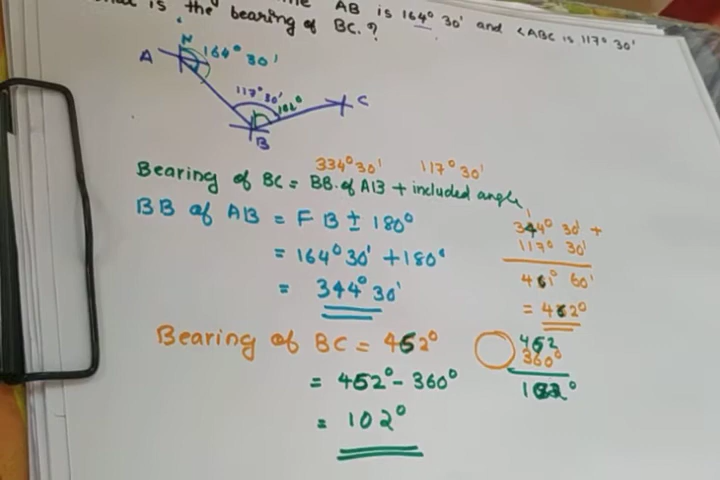 AB is 164° 30' and <ABC is 117° 30'
is the bearing of BC.?
N
A
164° 30'
117° 30'
102°
C
B
334° 30' 117° 30'
Bearing of BC = BB. of AB + included angle
BB of AB = FB ± 180°
= 164° 30' + 180°
= 344° 30'
344° 30' +
117° 30'
461° 60'
= 462°
Bearing of BC = 462°
= 462° - 360°
= 102°
462
360°
102°